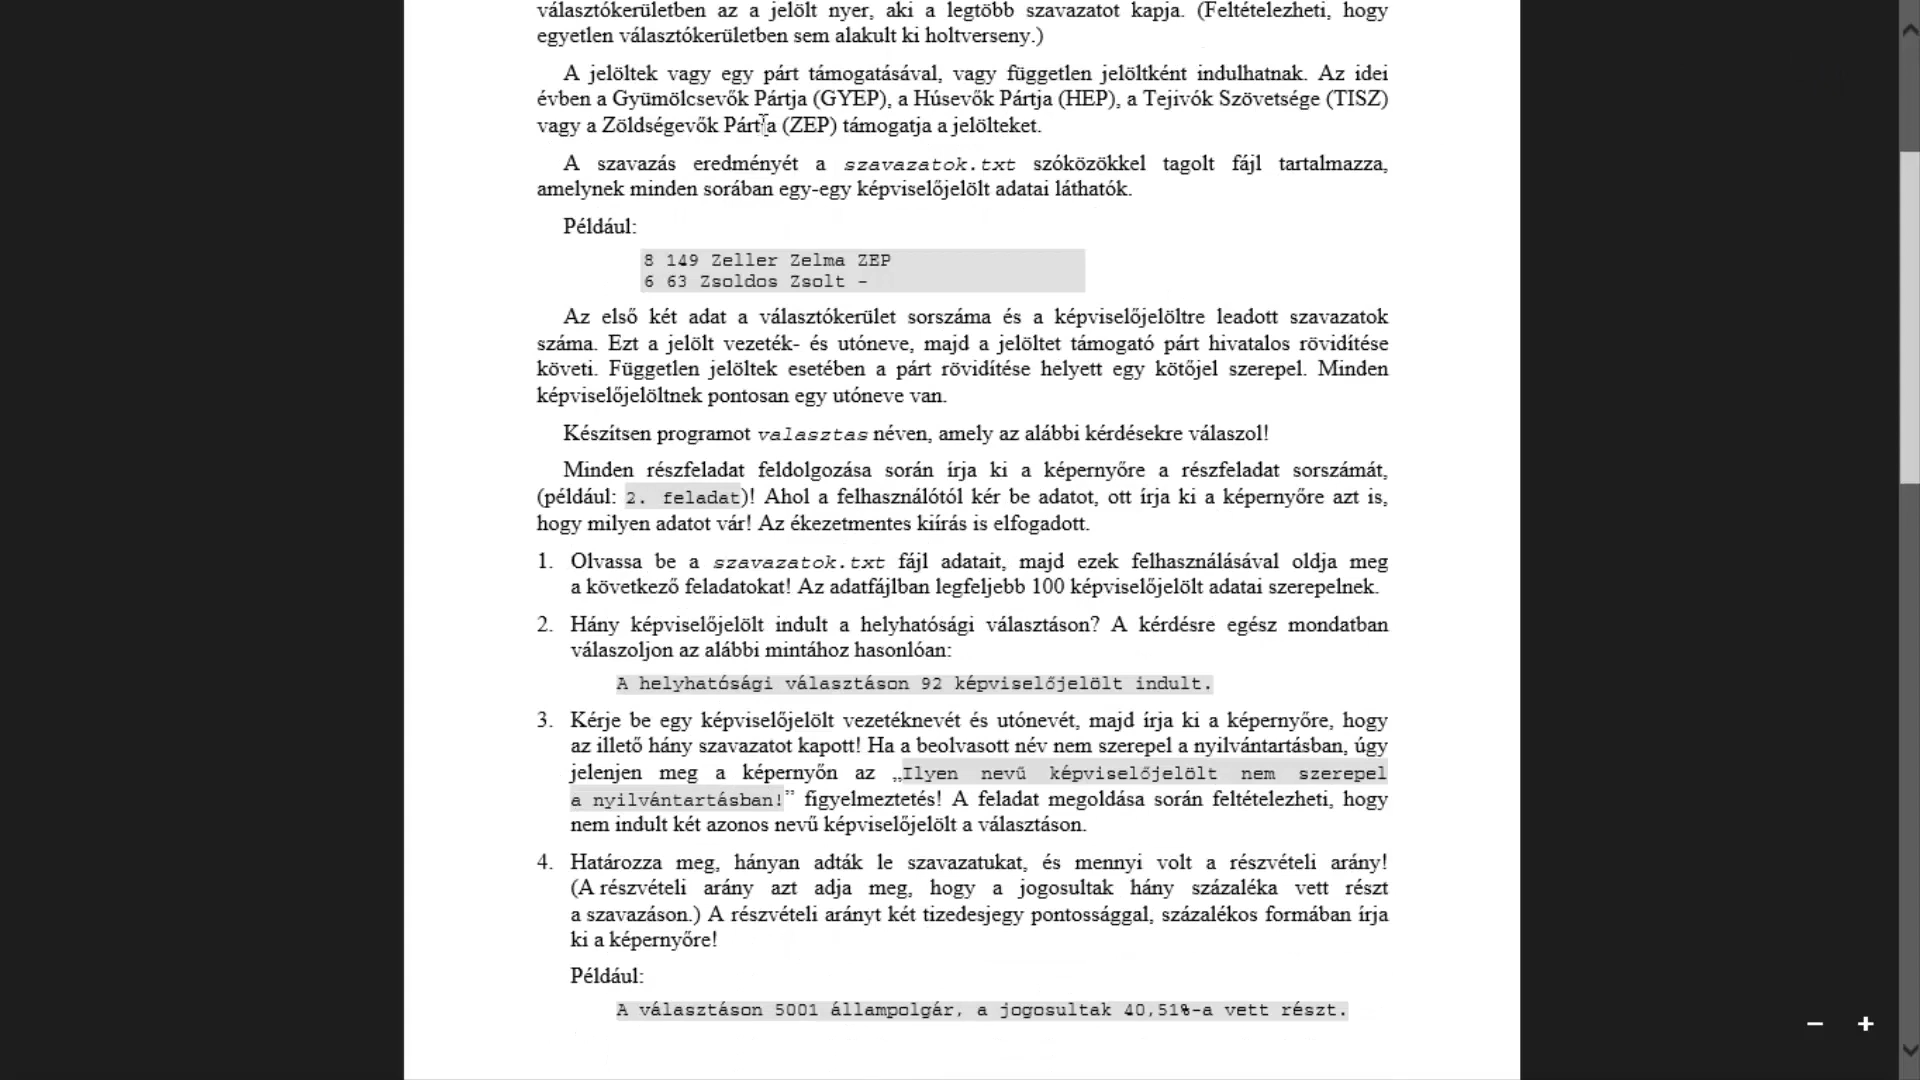 választókerületben az a jelölt nyer, aki a legtöbb szavazatot kapja. (Feltételezheti, hogy
egyetlen választókerületben sem alakult ki holtverseny.)
A jelöltek vagy egy párt támogatásával, vagy független jelöltként indulhatnak. Az idei
évben a Gyümölcsevők Pártja (GYEP), a Húsevők Pártja (HEP), a Tejivók Szövetsége (TISZ)
vagy a Zöldségevők Pártja (ZEP) támogatja a jelölteket.
A szavazás eredményét a szavazatok.txt szóközökkel tagolt fájl tartalmazza,
amelynek minden sorában egy-egy képviselőjelölt adatai láthatók.
Például:
8 149 Zeller Zelma ZEP
6 63 Zsoldos Zsolt -
Az első két adat a választókerület sorszáma és a képviselőjelöltre leadott szavazatok
száma. Ezt a jelölt vezeték- és utóneve, majd a jelöltet támogató párt hivatalos rövidítése
követi. Független jelöltek esetében a párt rövidítése helyett egy kötőjel szerepel. Minden
képviselőjelöltnek pontosan egy utóneve van.
Készítsen programot valasztas néven, amely az alábbi kérdésekre válaszol!
Minden részfeladat feldolgozása során írja ki a képernyőre a részfeladat sorszámát,
(például: 2. feladat)! Ahol a felhasználótól kér be adatot, ott írja ki a képernyőre azt is,
hogy milyen adatot vár! Az ékezetmentes kiírás is elfogadott.
1. Olvassa be a szavazatok.txt fájl adatait, majd ezek felhasználásával oldja meg
a következő feladatokat! Az adatfájlban legfeljebb 100 képviselőjelölt adatai szerepelnek.
2. Hány képviselőjelölt indult a helyhatósági választáson? A kérdésre egész mondatban
válaszoljon az alábbi mintához hasonlóan:
A helyhatósági választáson 92 képviselőjelölt indult.
3. Kérje be egy képviselőjelölt vezetéknevét és utónevét, majd írja ki a képernyőre, hogy
az illető hány szavazatot kapott! Ha a beolvasott név nem szerepel a nyilvántartásban, úgy
jelenjen meg a képernyőn az „Ilyen nevű képviselőjelölt nem szerepel
a nyilvántartásban!” figyelmeztetés! A feladat megoldása során feltételezheti, hogy
nem indult két azonos nevű képviselőjelölt a választáson.
4. Határozza meg, hányan adták le szavazatukat, és mennyi volt a részvételi arány!
(A részvételi arány azt adja meg, hogy a jogosultak hány százaléka vett részt
a szavazáson.) A részvételi arányt két tizedesjegy pontossággal, százalékos formában írja
ki a képernyőre!
Például:
A választáson 5001 állampolgár, a jogosultak 40,51%-a vett részt.